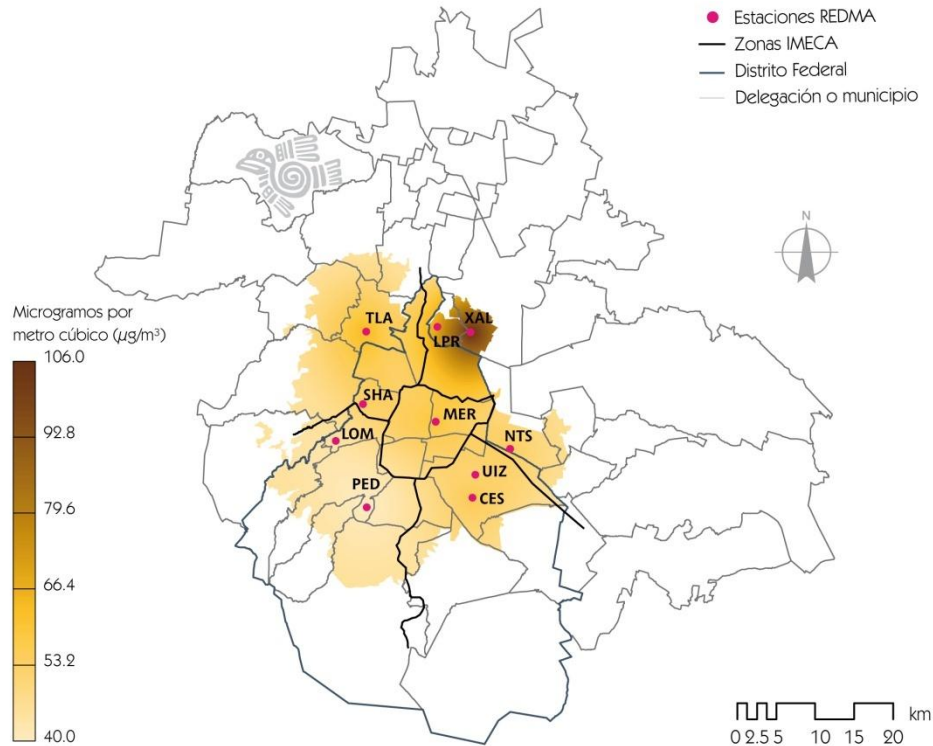 Estaciones REDMA
Zonas IMECA
Distrito Federal
Delegación o municipio
N
Microgramos por
metro cúbico (µg/m³)
106.0
92.8
79.6
66.4
53.2
40.0
TLA
XAL
LPR
SHA
MER
LOM
NTS
UIZ
PED
CES
km
0 2.5 5 10 15 20